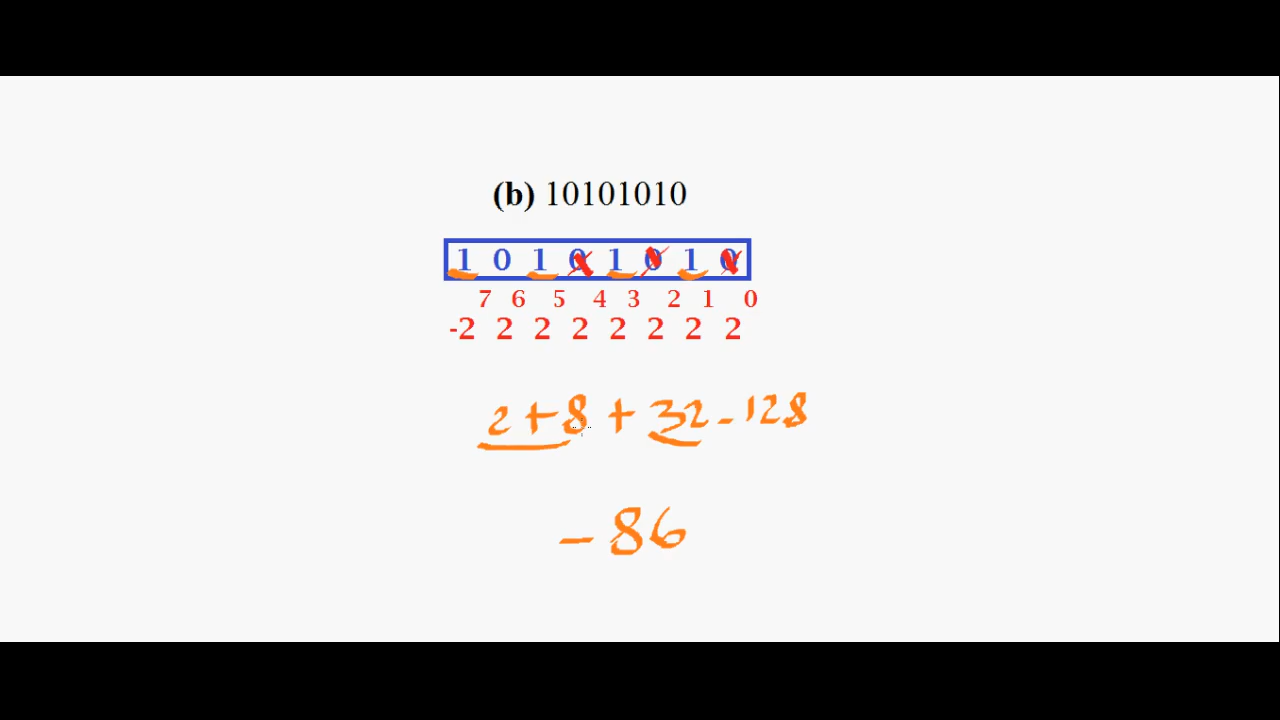 (b) 10101010
1 0 1 0 1 0 1 0
7 6 5 4 3 2 1 0
-2 2 2 2 2 2 2 2
2 + 8 + 32 - 128
- 86